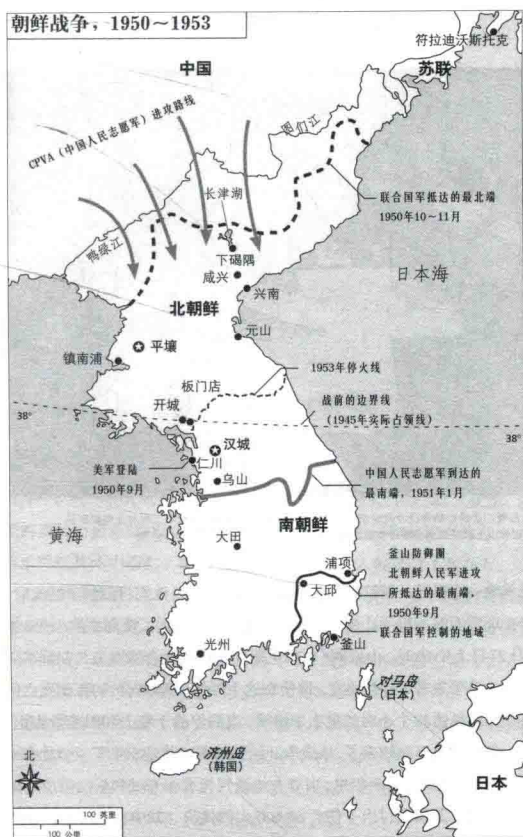 朝鲜战争，1950～1953
符拉迪沃斯托克
中国
苏联
CPVA（中国人民志愿军）进攻路线
图们江
长津湖
联合国军抵达的最北端
1950年10～11月
鸭绿江
下碣隅
咸兴
兴南
日本海
北朝鲜
元山
平壤
镇南浦
1953年停火线
板门店
战前的边界线
（1945年实际占领线）
开城
38°
38°
汉城
仁川
美军登陆
1950年9月
乌山
中国人民志愿军到达的
最南端，1951年1月
黄海
南朝鲜
大田
釜山防御圈
北朝鲜人民军进攻
所抵达的最南端，
1950年9月
浦项
大邱
联合国军控制的地域
光州
釜山
对马岛
（日本）
济州岛
（韩国）
北
日本
100 英里
100 公里